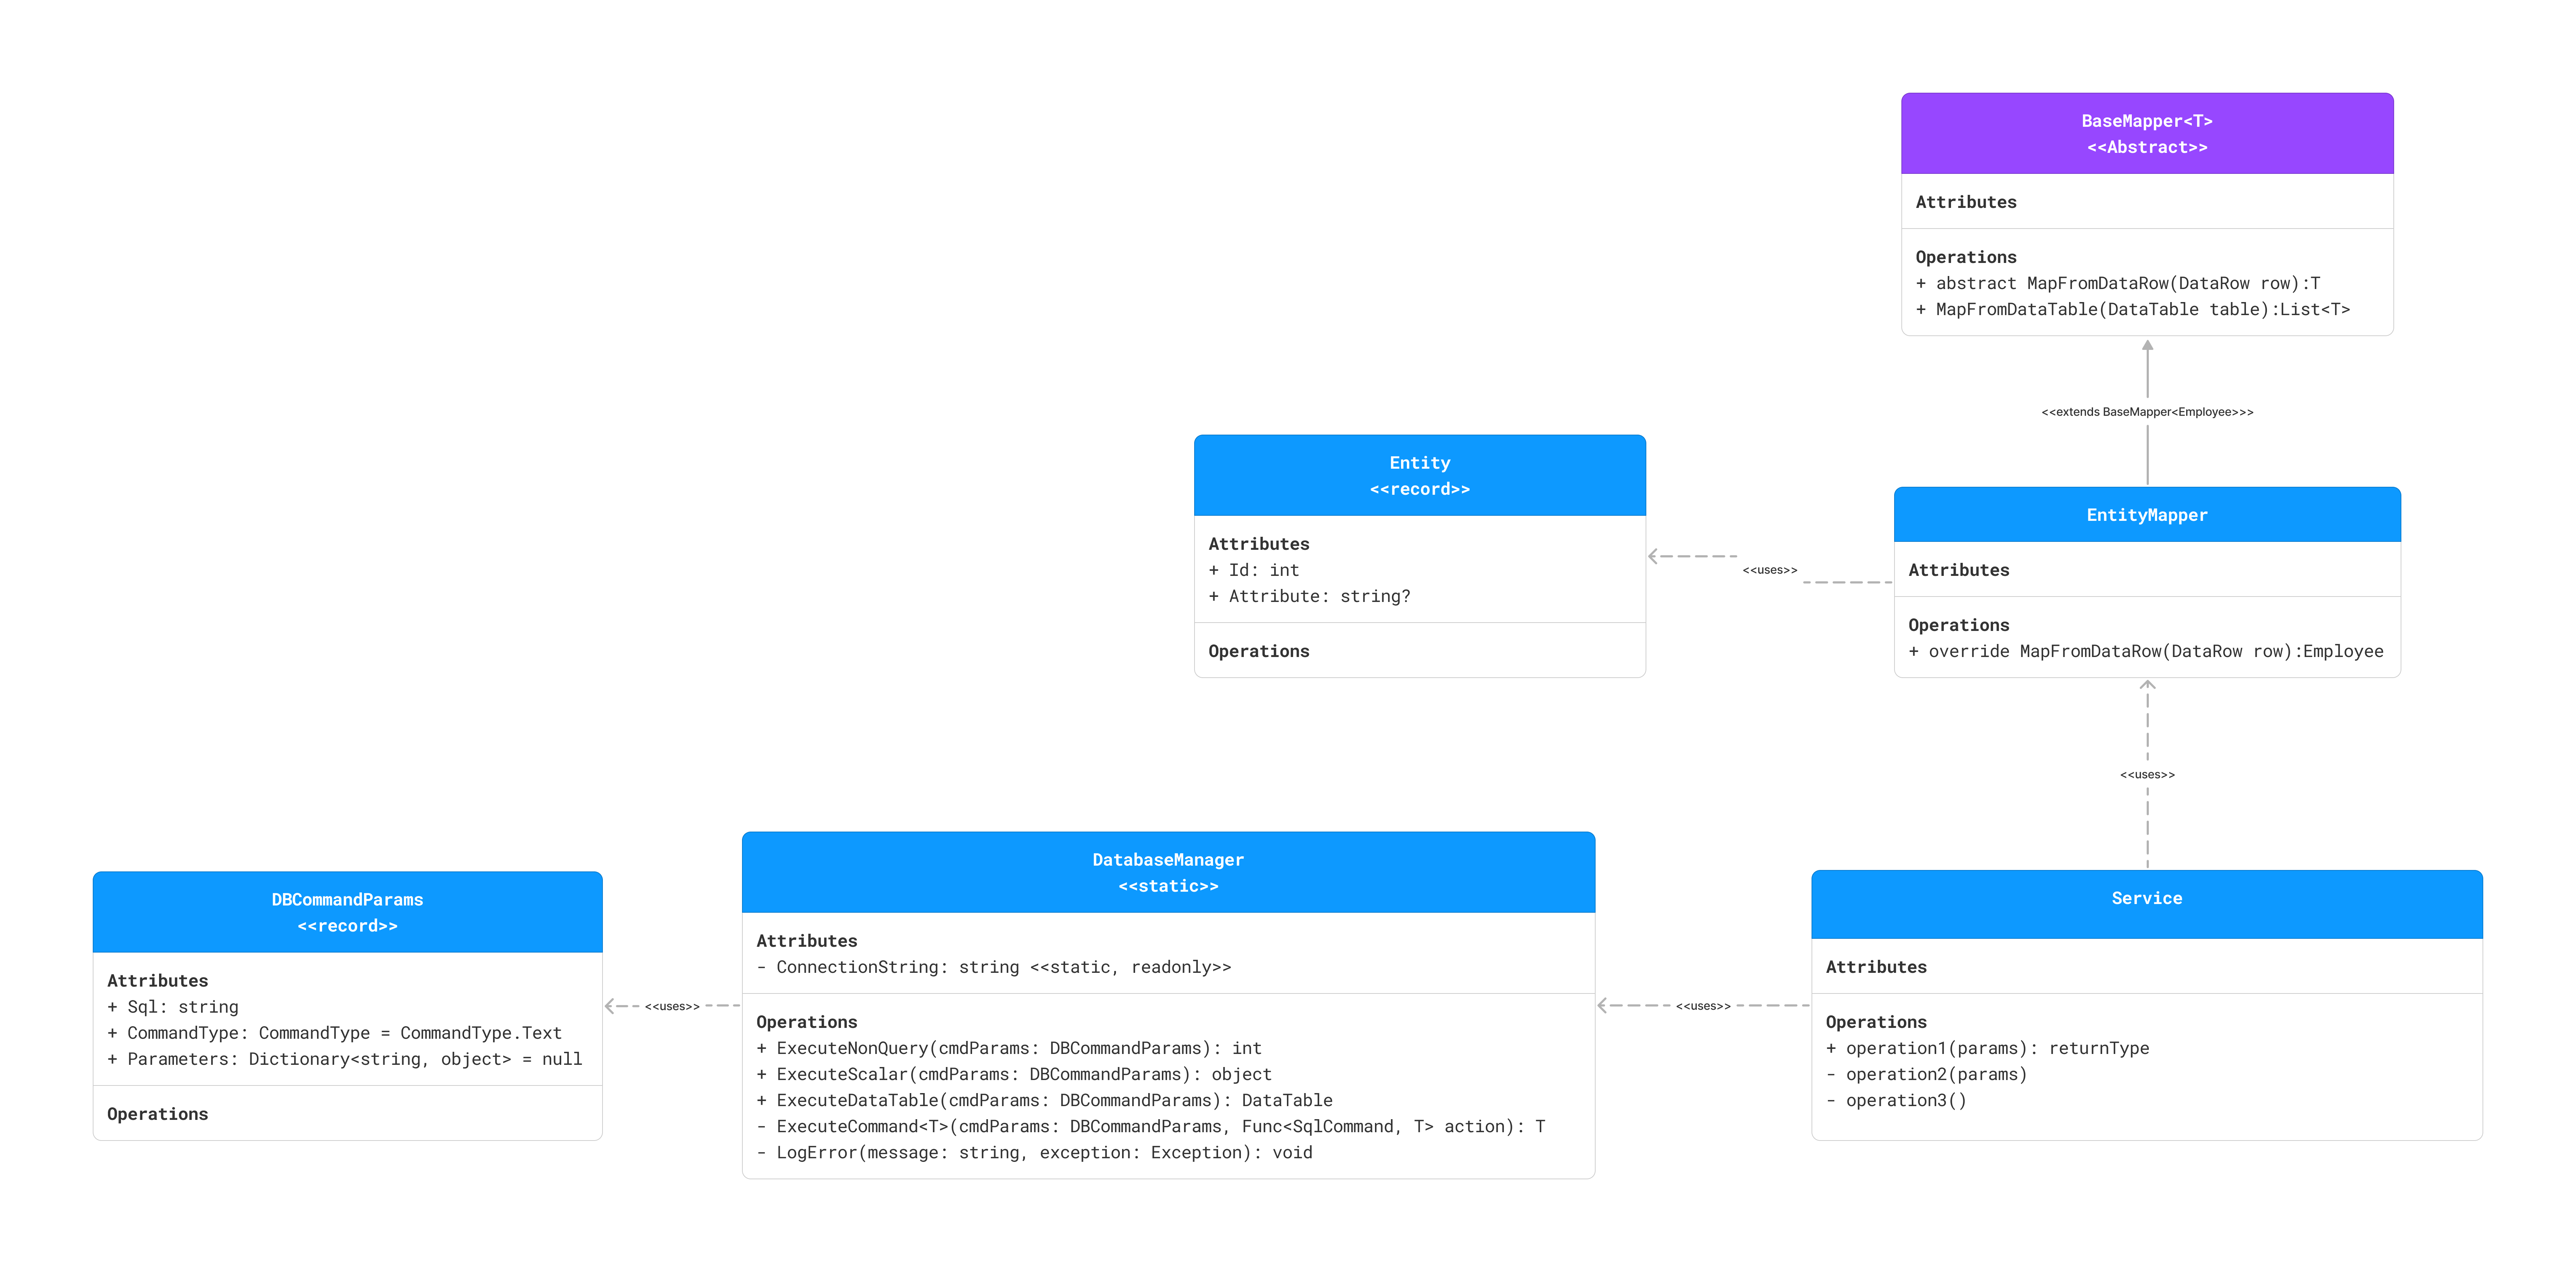 BaseMapper<T>
<<Abstract>>
Attributes
Operations
+ abstract MapFromDataRow(DataRow row):T
+ MapFromDataTable(DataTable table):List<T>
<<extends BaseMapper<Employee>>>
Entity
<<record>>
Attributes
+ Id: int
+ Attribute: string?
Operations
<<uses>>
EntityMapper
Attributes
Operations
+ override MapFromDataRow(DataRow row):Employee
<<uses>>
DBCommandParams
<<record>>
Attributes
+ Sql: string
+ CommandType: CommandType = CommandType.Text
+ Parameters: Dictionary<string, object> = null
Operations
<<uses>>
DatabaseManager
<<static>>
Attributes
- ConnectionString: string <<static, readonly>>
Operations
+ ExecuteNonQuery(cmdParams: DBCommandParams): int
+ ExecuteScalar(cmdParams: DBCommandParams): object
+ ExecuteDataTable(cmdParams: DBCommandParams): DataTable
- ExecuteCommand<T>(cmdParams: DBCommandParams, Func<SqlCommand, T> action): T
- LogError(message: string, exception: Exception): void
<<uses>>
Service
Attributes
Operations
+ operation1(params): returnType
- operation2(params)
- operation3()